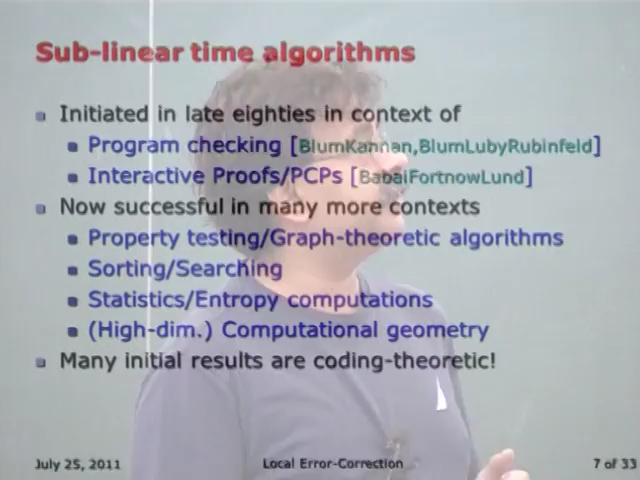 Sub-linear time algorithms
Initiated in late eighties in context of
Program checking [BlumKannan,BlumLubyRubinfeld]
Interactive Proofs/PCPs [BabaiFortnowLund]
Now successful in many more contexts
Property testing/Graph-theoretic algorithms
Sorting/Searching
Statistics/Entropy computations
(High-dim.) Computational geometry
Many initial results are coding-theoretic!
July 25, 2011 Local Error-Correction 7 of 33